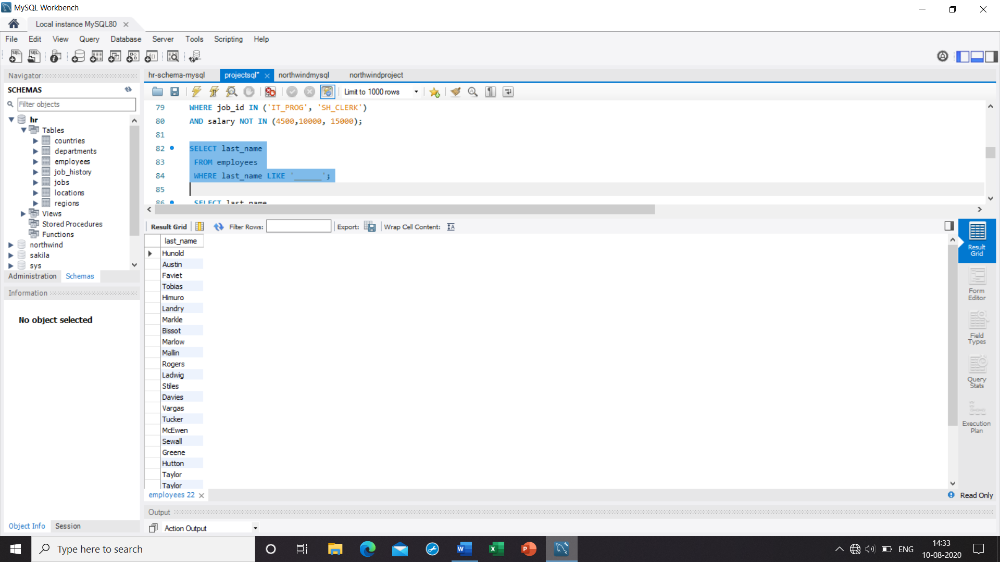 MySQL Workbench
Local instance MySQL80
File Edit View Query Database Server Tools Scripting Help
Navigator
SCHEMAS
Filter objects
hr
Tables
countries
departments
employees
job_history
jobs
locations
regions
Views
Stored Procedures
Functions
northwind
sakila
sys
Administration Schemas
Information
No object selected
Object Info Session
hr-schema-mysql projectsql* northwindmysql northwindproject
Limit to 1000 rows
79 WHERE job_id IN ('IT_PROG', 'SH_CLERK')
80 AND salary NOT IN (4500,10000, 15000);
81
82 SELECT last_name
83 FROM employees
84 WHERE last_name LIKE '______';
85
86 SELECT last_name
Result Grid Filter Rows: Export: Wrap Cell Content:
last_name
Hunold
Austin
Faviet
Tobias
Himuro
Landry
Markle
Bissot
Marlow
Mallin
Rogers
Ladwig
Stiles
Davies
Vargas
Tucker
McEwen
Sewall
Greene
Hutton
Taylor
Taylor
Result
Grid
Form
Editor
Field
Types
Query
Stats
Execution
Plan
employees 22
Read Only
Output
Action Output
Type here to search
ENG
14:33
10-08-2020